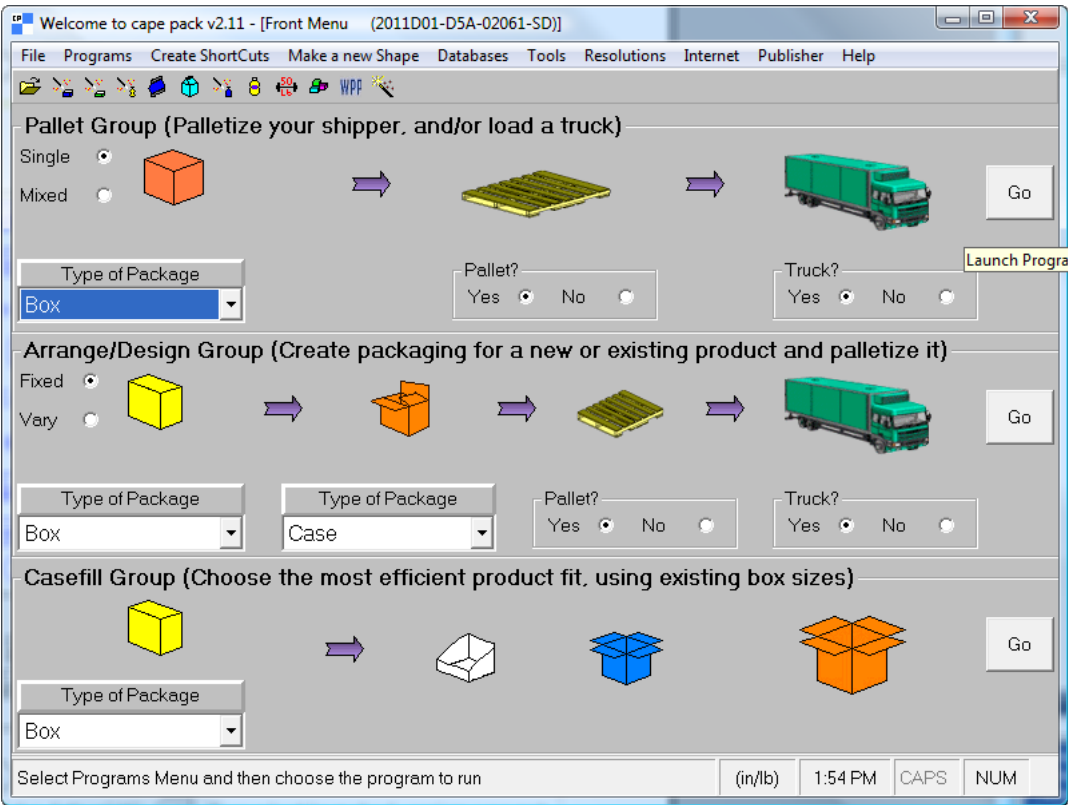 Welcome to cape pack v2.11 - [Front Menu (2011D01-D5A-02061-SD)]
File Programs Create ShortCuts Make a new Shape Databases Tools Resolutions Internet Publisher Help
50 LB WPP
Pallet Group (Palletize your shipper, and/or load a truck)
Single
Mixed
Go
Launch Progra
Type of Package Pallet? Truck?
Box Yes No Yes No
Arrange/Design Group (Create packaging for a new or existing product and palletize it)
Fixed
Vary
Go
Type of Package Type of Package Pallet? Truck?
Box Case Yes No Yes No
Casefill Group (Choose the most efficient product fit, using existing box sizes)
Go
Type of Package
Box
Select Programs Menu and then choose the program to run (in/lb) 1:54 PM CAPS NUM